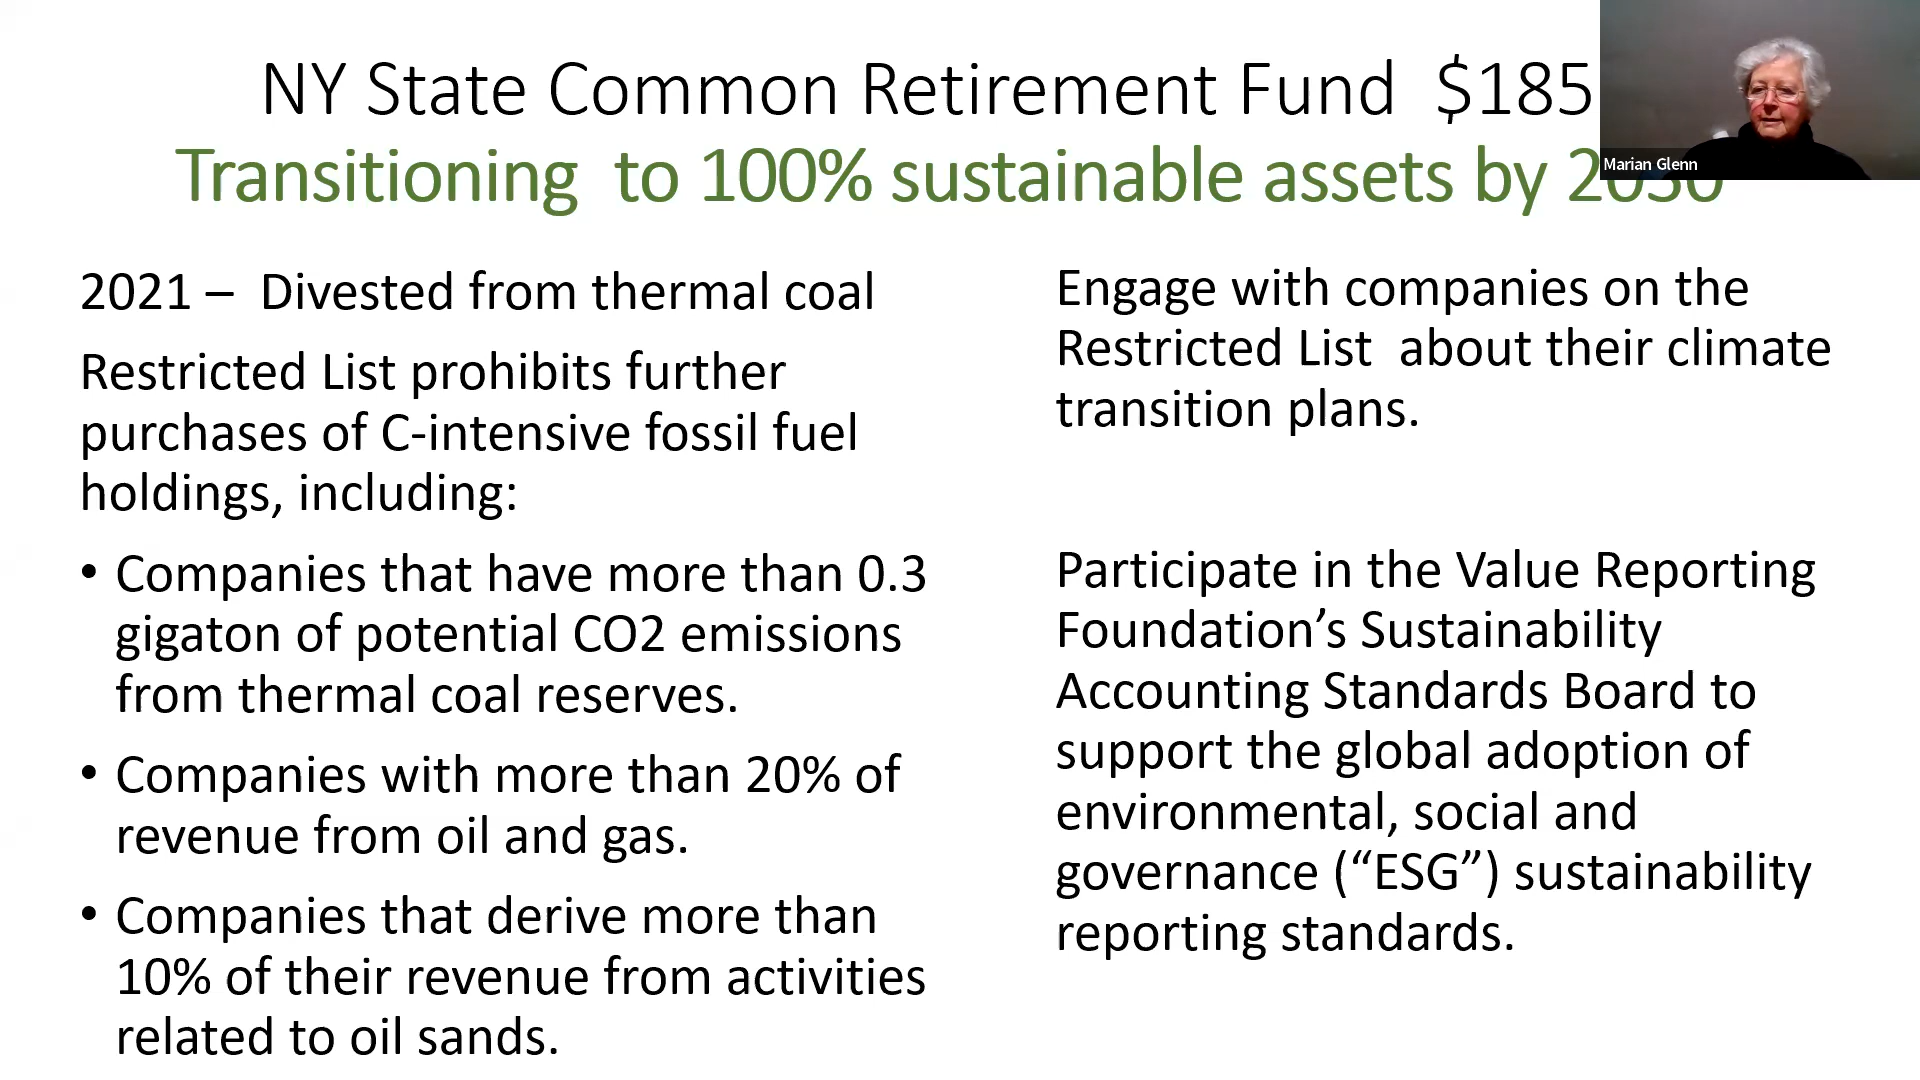 NY State Common Retirement Fund $185
Transitioning to 100% sustainable assets by 2030
Marian Glenn
2021 – Divested from thermal coal
Restricted List prohibits further
purchases of C-intensive fossil fuel
holdings, including:
• Companies that have more than 0.3
gigaton of potential CO2 emissions
from thermal coal reserves.
• Companies with more than 20% of
revenue from oil and gas.
• Companies that derive more than
10% of their revenue from activities
related to oil sands.
Engage with companies on the
Restricted List about their climate
transition plans.
Participate in the Value Reporting
Foundation’s Sustainability
Accounting Standards Board to
support the global adoption of
environmental, social and
governance (“ESG”) sustainability
reporting standards.